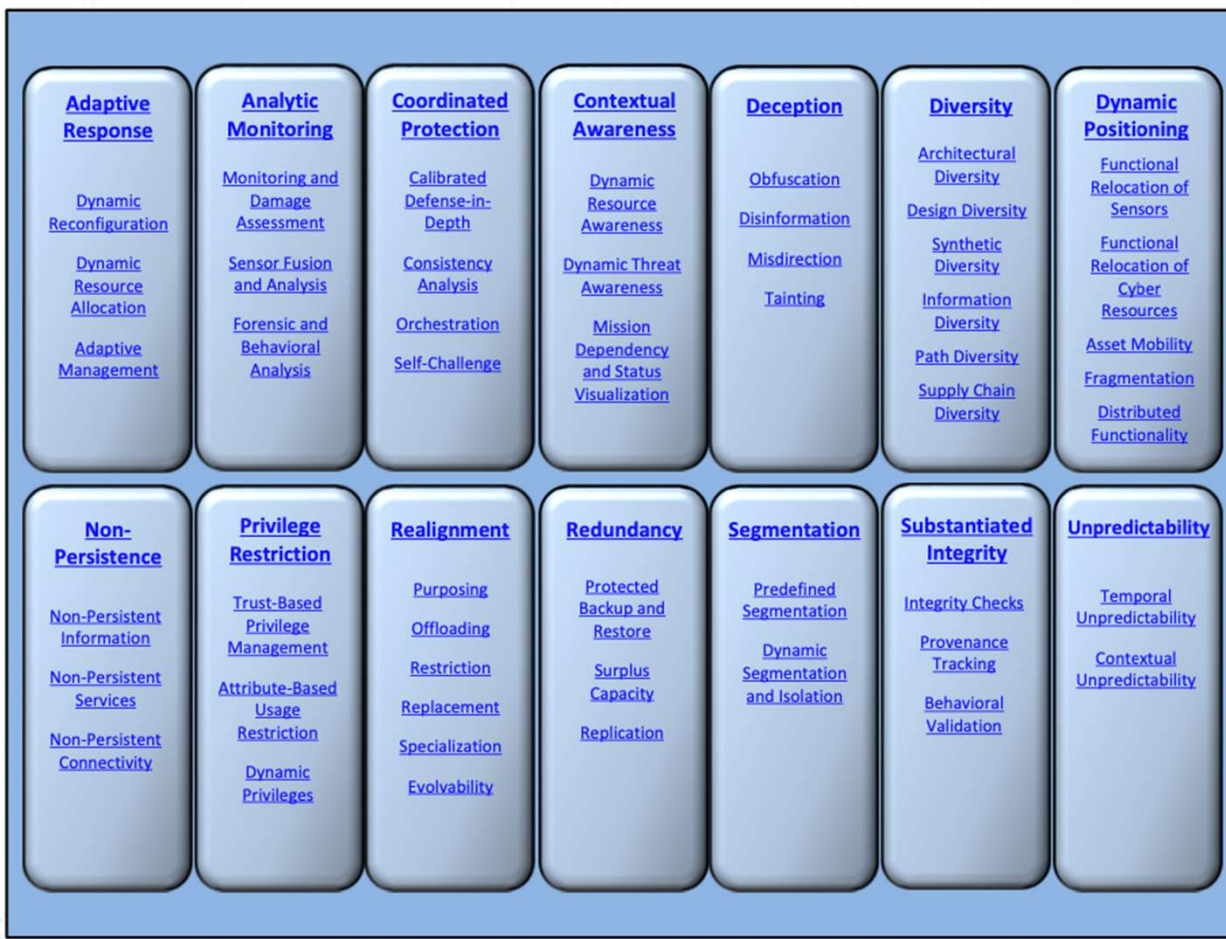 Adaptive
Response
Dynamic
Reconfiguration
Dynamic
Resource
Allocation
Adaptive
Management
Analytic
Monitoring
Monitoring and
Damage
Assessment
Sensor Fusion
and Analysis
Forensic and
Behavioral
Analysis
Coordinated
Protection
Calibrated
Defense-in-
Depth
Consistency
Analysis
Orchestration
Self-Challenge
Contextual
Awareness
Dynamic
Resource
Awareness
Dynamic Threat
Awareness
Mission
Dependency
and Status
Visualization
Deception
Obfuscation
Disinformation
Misdirection
Tainting
Diversity
Architectural
Diversity
Design Diversity
Synthetic
Diversity
Information
Diversity
Path Diversity
Supply Chain
Diversity
Dynamic
Positioning
Functional
Relocation of
Sensors
Functional
Relocation of
Cyber
Resources
Asset Mobility
Fragmentation
Distributed
Functionality
Non-
Persistence
Non-Persistent
Information
Non-Persistent
Services
Non-Persistent
Connectivity
Privilege
Restriction
Trust-Based
Privilege
Management
Attribute-Based
Usage
Restriction
Dynamic
Privileges
Realignment
Purposing
Offloading
Restriction
Replacement
Specialization
Evolvability
Redundancy
Protected
Backup and
Restore
Surplus
Capacity
Replication
Segmentation
Predefined
Segmentation
Dynamic
Segmentation
and Isolation
Substantiated
Integrity
Integrity Checks
Provenance
Tracking
Behavioral
Validation
Unpredictability
Temporal
Unpredictability
Contextual
Unpredictability